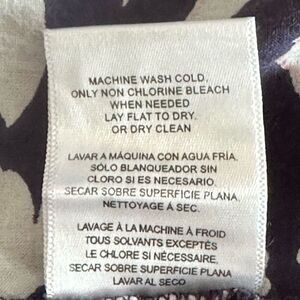 MACHINE WASH COLD,
ONLY NON CHLORINE BLEACH
WHEN NEEDED
LAY FLAT TO DRY.
OR DRY CLEAN
LAVAR A MÁQUINA CON AGUA FRÍA.
SÓLO BLANQUEADOR SIN
CLORO SI ES NECESARIO.
SECAR SOBRE SUPERFICIE PLANA
NETTOYAGE Á SEC.
LAVAGE À LA MACHINE À FROID
TOUS SOLVANTS EXCEPTÉS
LE CHLORE SI NÉCESSAIRE,
SECAR SOBRE SUPERFICIE PLANA
LAVAR AL SECO